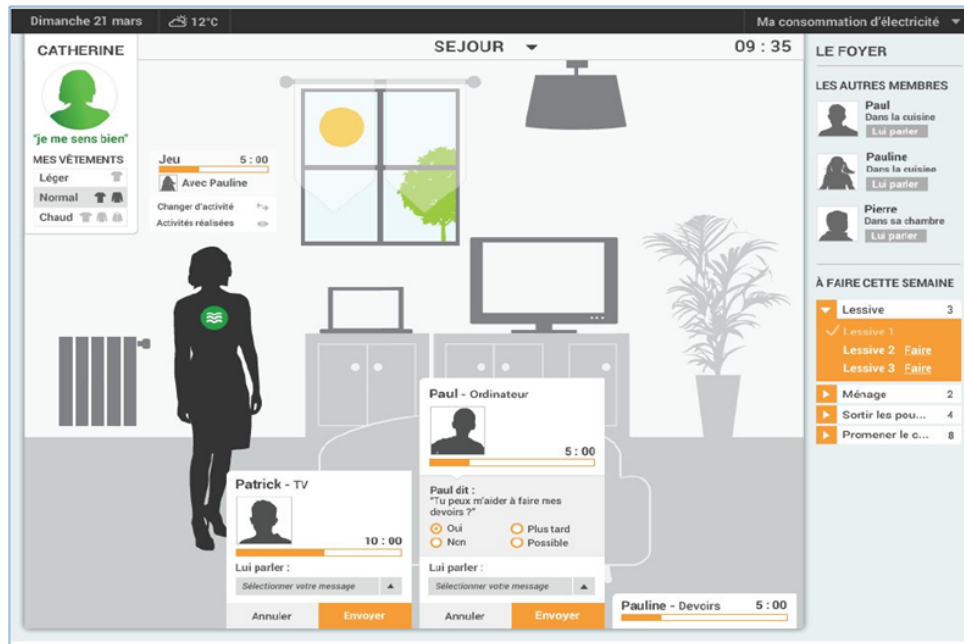 Dimanche 21 mars
12°C
Ma consommation d'électricité
CATHERINE
"je me sens bien"
MES VÊTEMENTS
Léger
Normal
Chaud
SEJOUR
09 : 35
Jeu 5 : 00
Avec Pauline
Changer d'activité
Activités réalisées
Patrick - TV
10 : 00
Lui parler :
Sélectionner votre message
Annuler Envoyer
Paul - Ordinateur
5 : 00
Paul dit :
"Tu peux m'aider à faire mes
devoirs ?"
Oui Plus tard
Non Possible
Lui parler :
Sélectionner votre message
Annuler Envoyer
Pauline - Devoirs 5 : 00
LE FOYER
LES AUTRES MEMBRES
Paul
Dans la cuisine
Lui parler
Pauline
Dans la cuisine
Lui parler
Pierre
Dans sa chambre
Lui parler
À FAIRE CETTE SEMAINE
Lessive 3
Lessive 1
Lessive 2 Faire
Lessive 3 Faire
Ménage 2
Sortir les pou... 4
Promener le c... 8